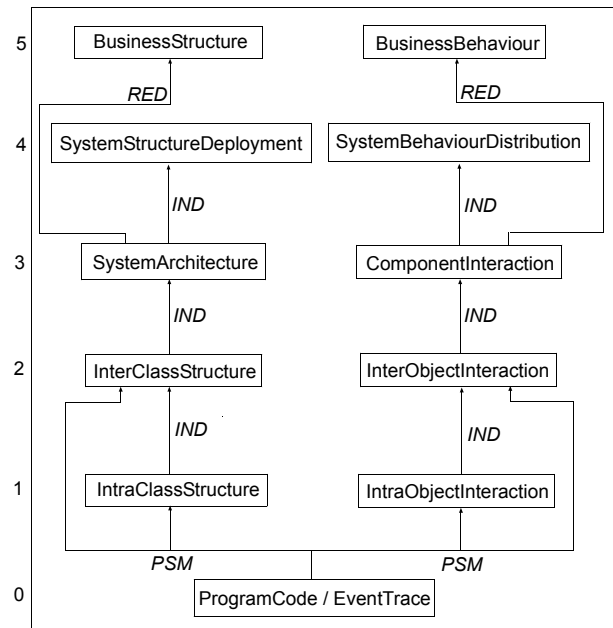 5
BusinessStructure
BusinessBehaviour
RED
RED
4
SystemStructureDeployment
SystemBehaviourDistribution
IND
IND
3
SystemArchitecture
ComponentInteraction
IND
IND
2
InterClassStructure
InterObjectInteraction
IND
IND
1
IntraClassStructure
IntraObjectInteraction
PSM
PSM
0
ProgramCode / EventTrace